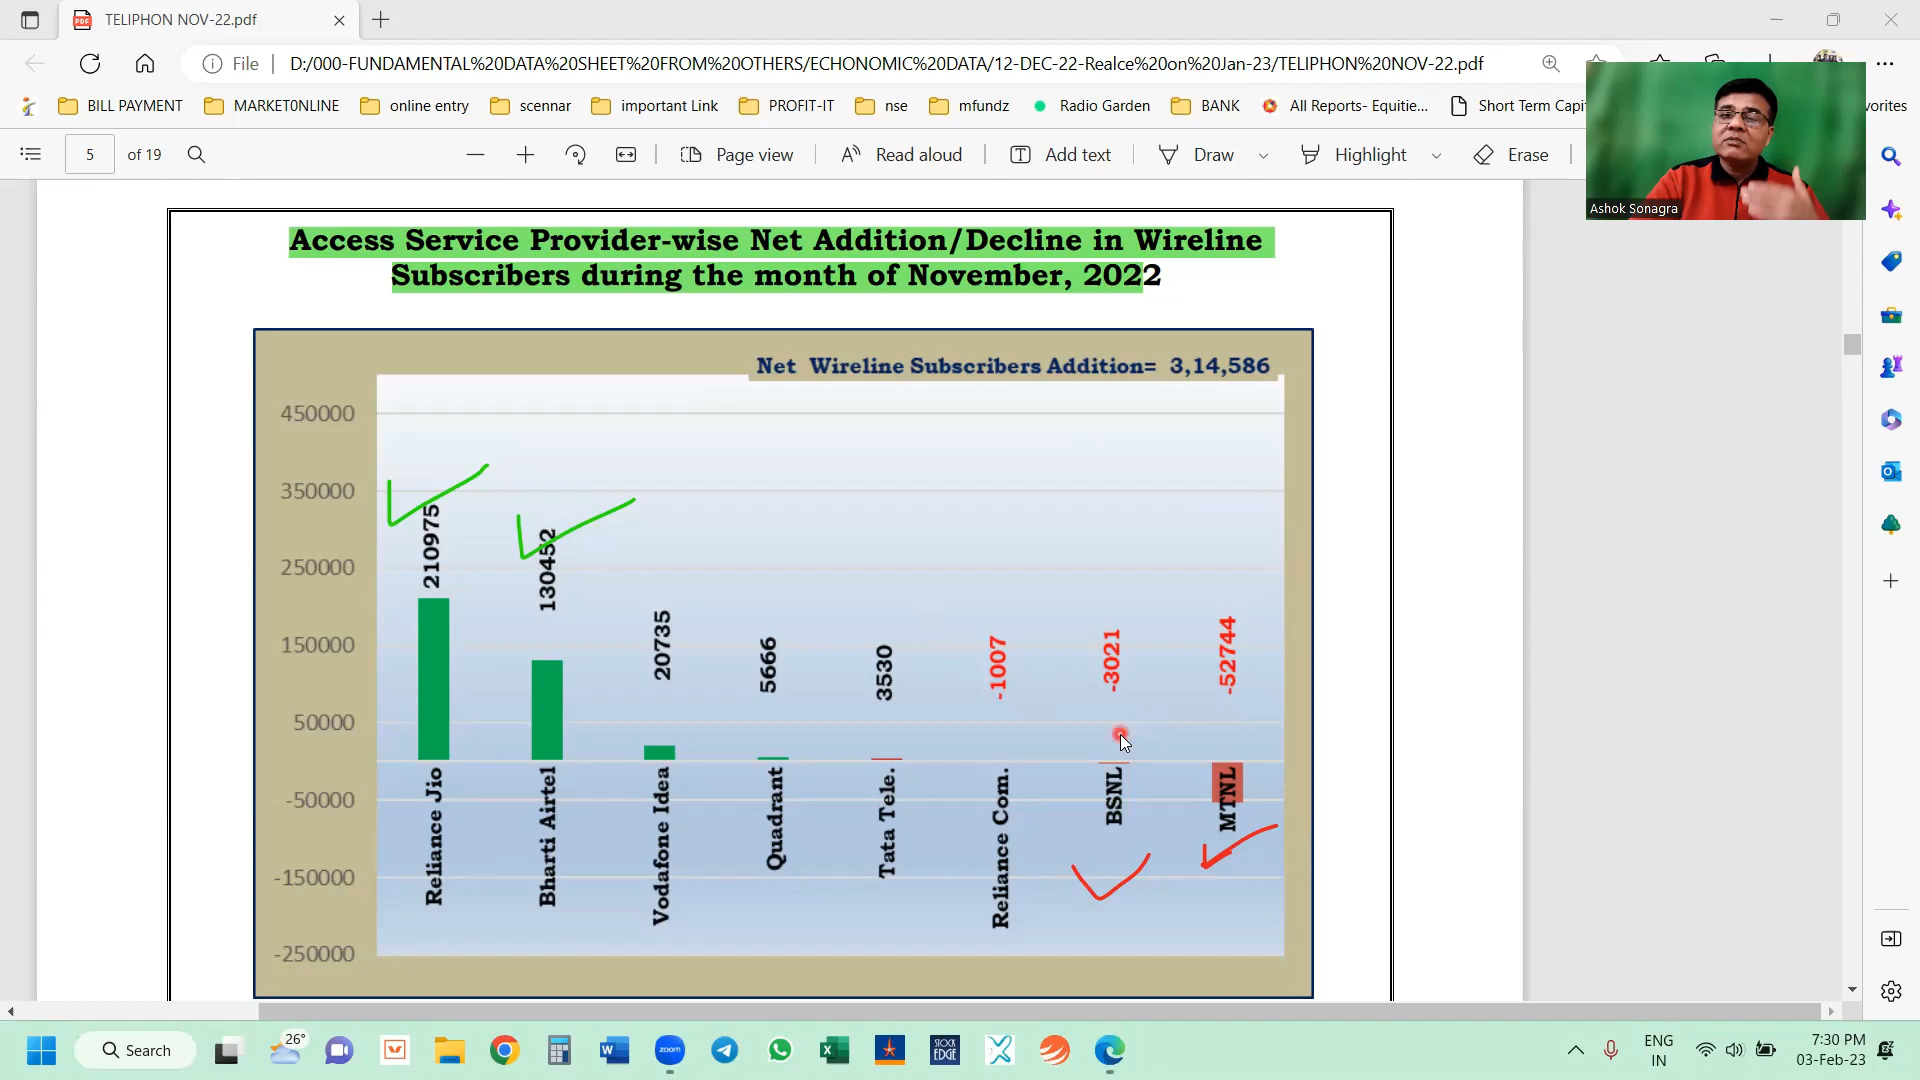 TELIPHON NOV-22.pdf
File
D:/000-FUNDAMENTAL%20DATA%20SHEET%20FROM%20OTHERS/ECHONOMIC%20DATA/12-DEC-22-Realce%20on%20Jan-23/TELIPHON%20NOV-22.pdf
BILL PAYMENT
MARKET0NLINE
online entry
scennar
important Link
PROFIT-IT
nse
mfundz
Radio Garden
BANK
All Reports- Equitie...
Short Term Capi
vorites
5
of 19
Page view
Read aloud
Add text
Draw
Highlight
Erase
Ashok Sonagra
Access Service Provider-wise Net Addition/Decline in Wireline
Subscribers during the month of November, 2022
Net Wireline Subscribers Addition= 3,14,586
450000
350000
250000
150000
50000
-50000
-150000
-250000
210975
130452
20735
5666
3530
-1007
-3021
-52744
Reliance Jio
Bharti Airtel
Vodafone Idea
Quadrant
Tata Tele.
Reliance Com.
BSNL
MTNL
26°
Search
zoom
STOCK
EDGE
ENG
IN
7:30 PM
03-Feb-23